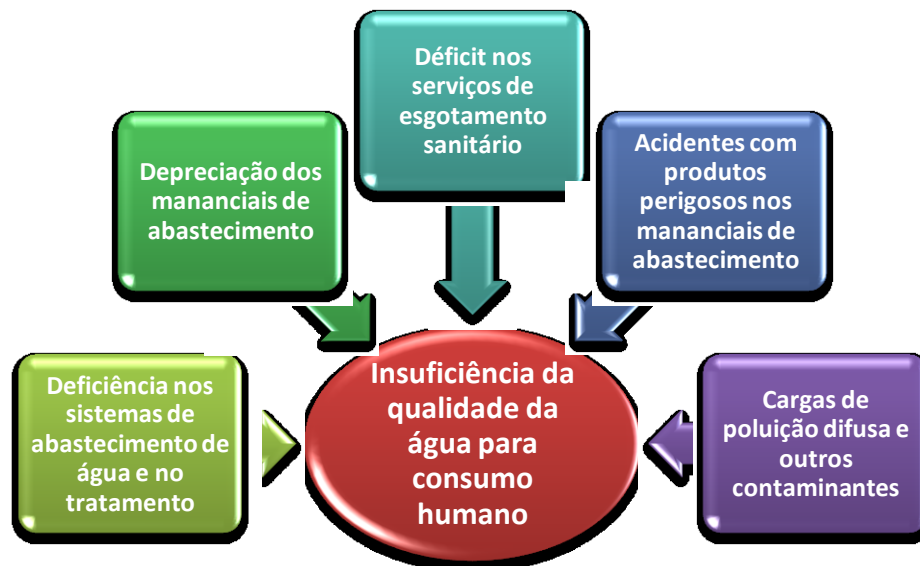 Déficit nos
serviços de
esgotamento
sanitário
Depreciação dos
mananciais de
abastecimento
Acidentes com
produtos
perigosos nos
mananciais de
abastecimento
Deficiência nos
sistemas de
abastecimento de
água e no
tratamento
Insuficiência da
qualidade da
água para
consumo
humano
Cargas de
poluição difusa e
outros
contaminantes